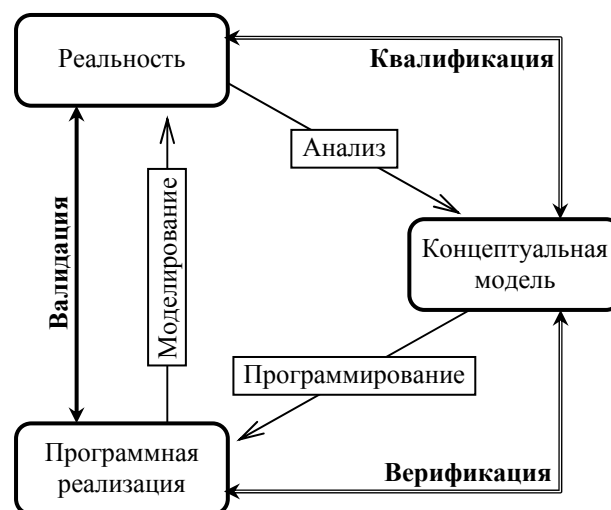 Реальность
Квалификация
Анализ
Валидация
Моделирование
Концептуальная
модель
Программирование
Программная
реализация
Верификация